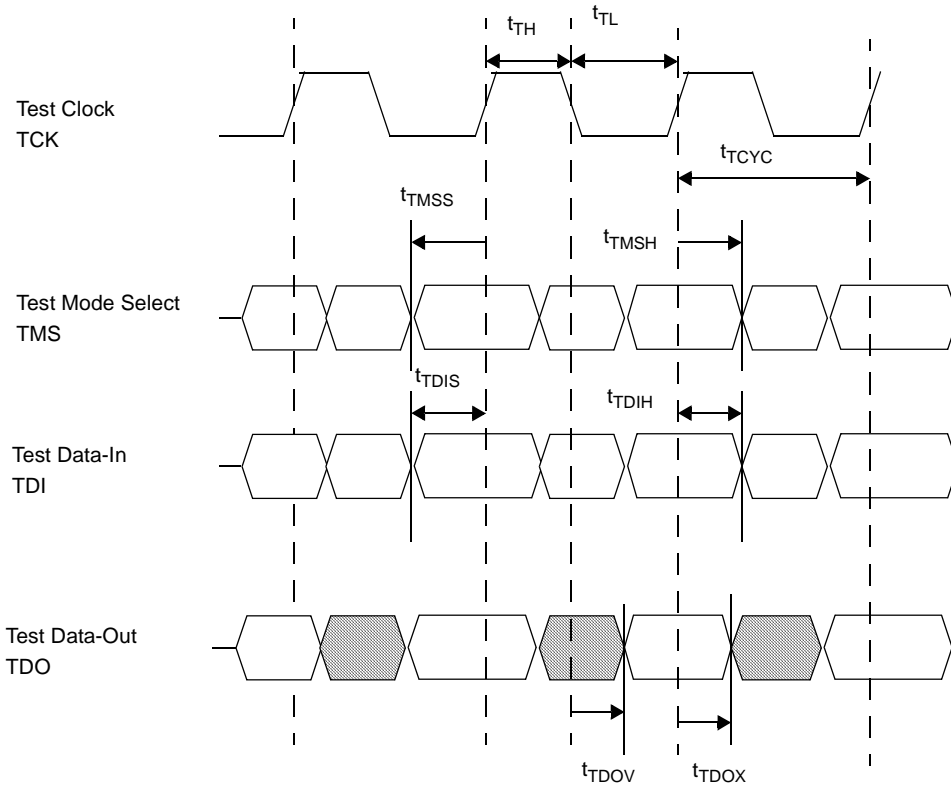 tTH
tTL
Test Clock
TCK
tTCYC
tTMSS
tTMSH
Test Mode Select
TMS
tTDIS
tTDIH
Test Data-In
TDI
Test Data-Out
TDO
tTDOV
tTDOX